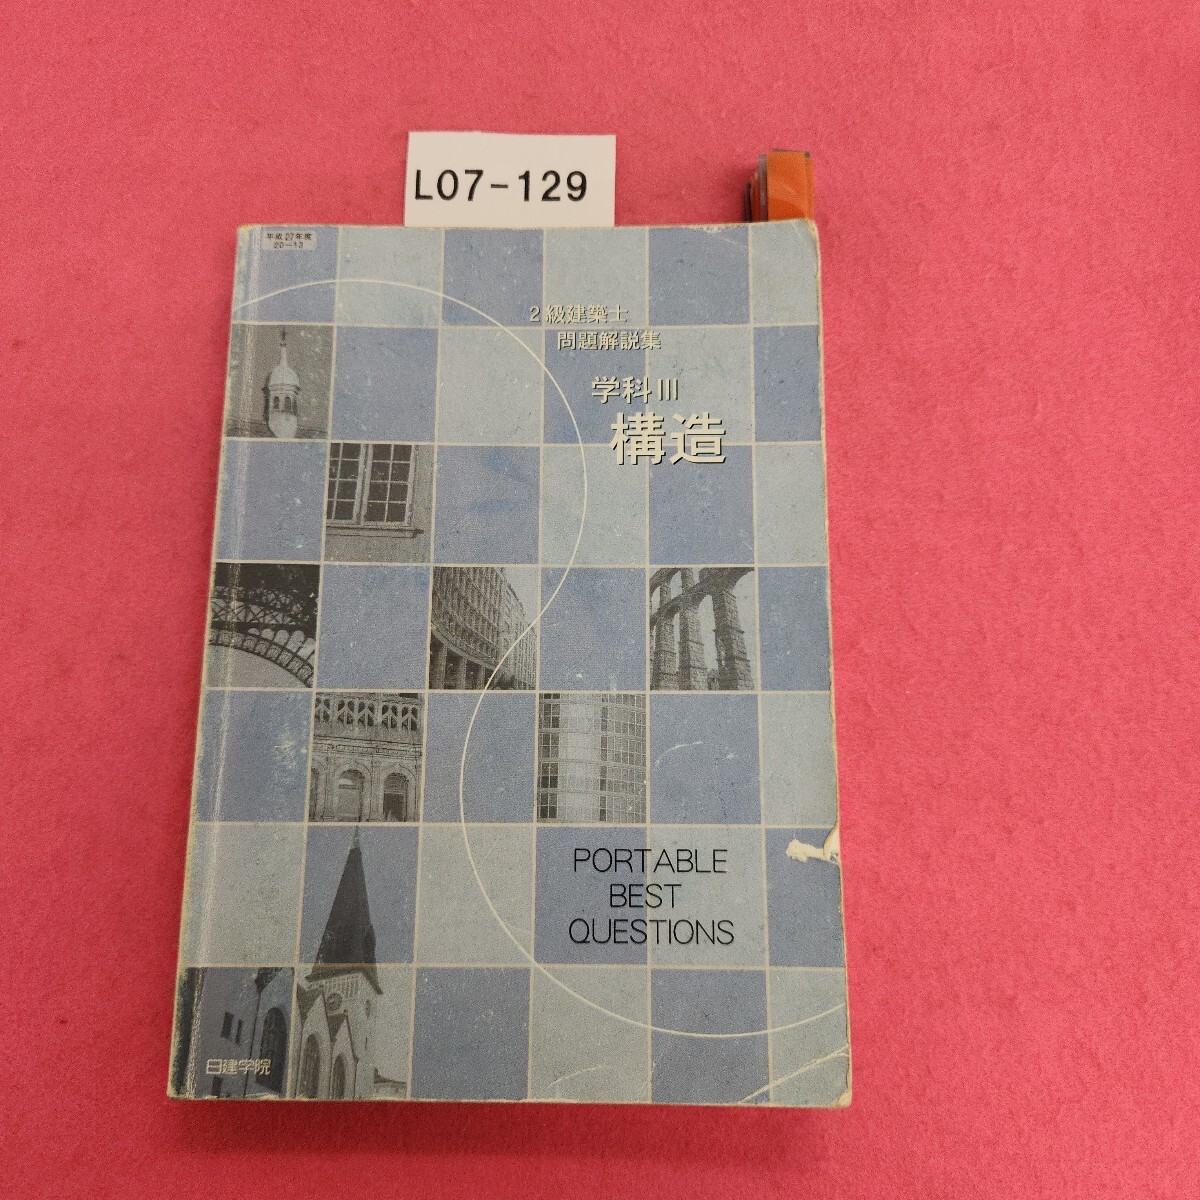 L07-129
平成27年度
20-13
2級建築士
問題解説集
学科III
構造
PORTABLE
BEST
QUESTIONS
日建学院